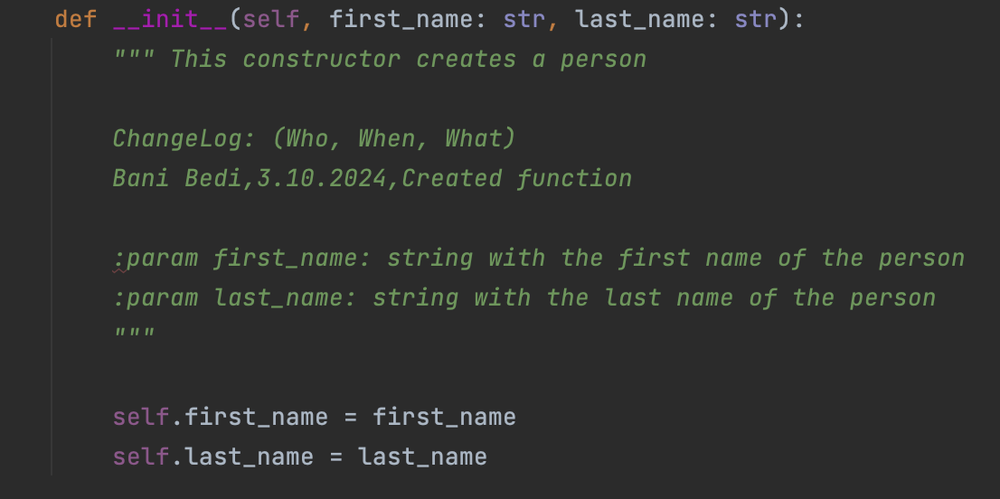 def __init__(self, first_name: str, last_name: str):
""" This constructor creates a person
ChangeLog: (Who, When, What)
Bani Bedi,3.10.2024,Created function
:param first_name: string with the first name of the person
:param last_name: string with the last name of the person
"""
self.first_name = first_name
self.last_name = last_name